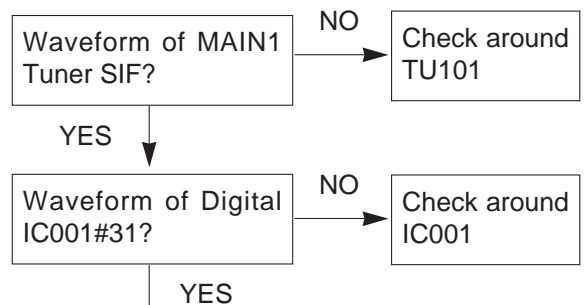 Waveform of MAIN1
Tuner SIF?
NO
Check around
TU101
YES
Waveform of Digital
IC001#31?
NO
Check around
IC001
YES